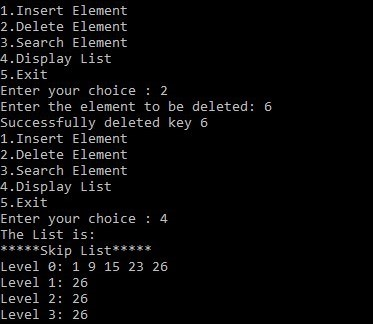 1.Insert Element
2.Delete Element
3.Search Element
4.Display List
5.Exit
Enter your choice : 2
Enter the element to be deleted: 6
Successfully deleted key 6
1.Insert Element
2.Delete Element
3.Search Element
4.Display List
5.Exit
Enter your choice : 4
The List is:
*****Skip List*****
Level 0: 1 9 15 23 26
Level 1: 26
Level 2: 26
Level 3: 26